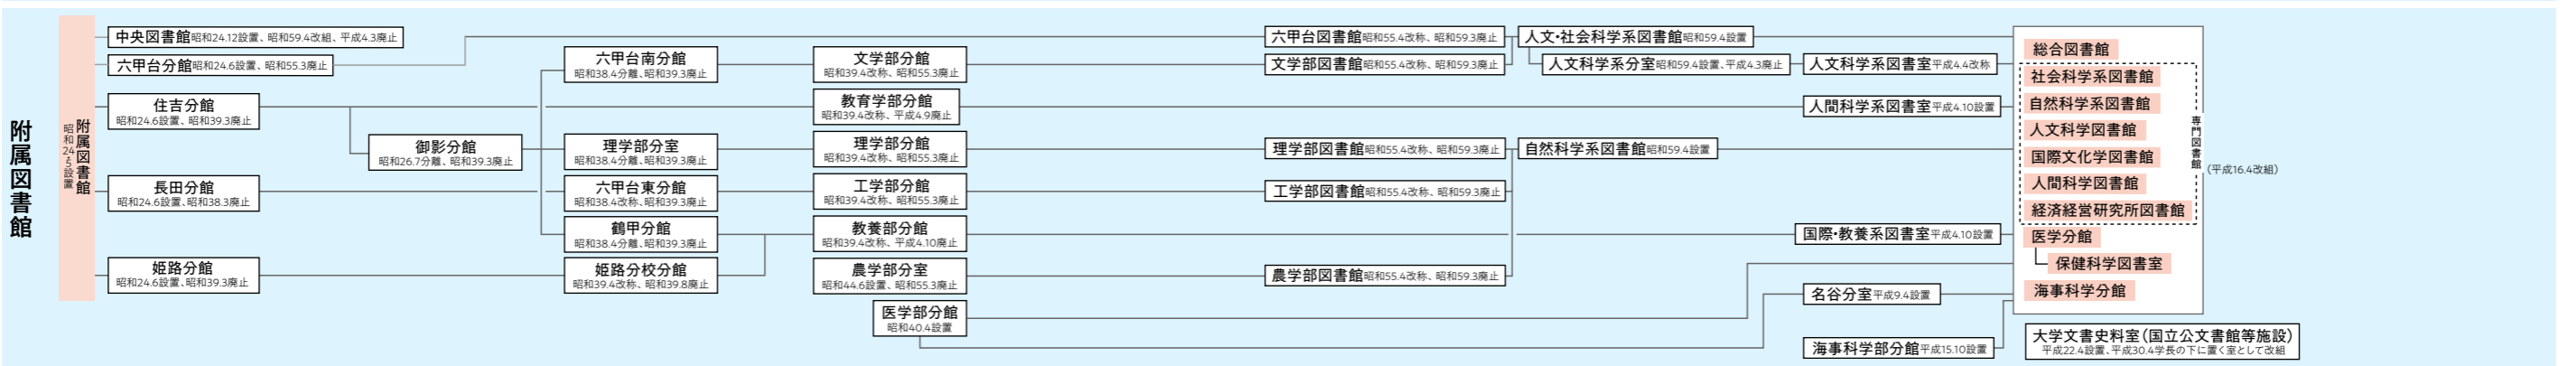 附属図書館
附属図書館
昭和24.5設置
中央図書館昭和24.12設置、昭和59.4改組、平成4.3廃止
六甲台分館昭和24.6設置、昭和55.3廃止
住吉分館
昭和24.6設置、昭和39.3廃止
御影分館
昭和26.7分離、昭和39.3廃止
長田分館
昭和24.6設置、昭和38.3廃止
姫路分館
昭和24.6設置、昭和39.3廃止
六甲台南分館
昭和38.4分離、昭和39.3廃止
理学部分室
昭和38.4分離、昭和39.3廃止
六甲台東分館
昭和38.4改称、昭和39.3廃止
鶴甲分館
昭和38.4分離、昭和39.3廃止
姫路分校分館
昭和39.4改称、昭和39.8廃止
文学部分館
昭和39.4改称、昭和55.3廃止
教育学部分館
昭和39.4改称、平成4.9廃止
理学部分館
昭和39.4改称、昭和55.3廃止
工学部分館
昭和39.4改称、昭和55.3廃止
教養部分館
昭和39.4改称、平成4.10廃止
農学部分室
昭和44.6設置、昭和55.3廃止
医学部分館
昭和40.4設置
六甲台図書館昭和55.4改称、昭和59.3廃止
文学部図書館昭和55.4改称、昭和59.3廃止
理学部図書館昭和55.4改称、昭和59.3廃止
工学部図書館昭和55.4改称、昭和59.3廃止
農学部図書館昭和55.4改称、昭和59.3廃止
人文・社会科学系図書館昭和59.4設置
人文科学系分室昭和59.4設置、平成4.3廃止
自然科学系図書館昭和59.4設置
人文科学系図書室平成4.4改称
人間科学系図書室平成4.10設置
国際・教養系図書室平成4.10設置
名谷分室平成9.4設置
海事科学部分館平成15.10設置
総合図書館
社会科学系図書館
自然科学系図書館
人文科学図書館
国際文化学図書館
人間科学図書館
経済経営研究所図書館
専門図書館
医学分館
保健科学図書室
海事科学分館
(平成16.4改組)
大学文書史料室(国立公文書館等施設)
平成22.4設置、平成30.4学長の下に置く室として改組